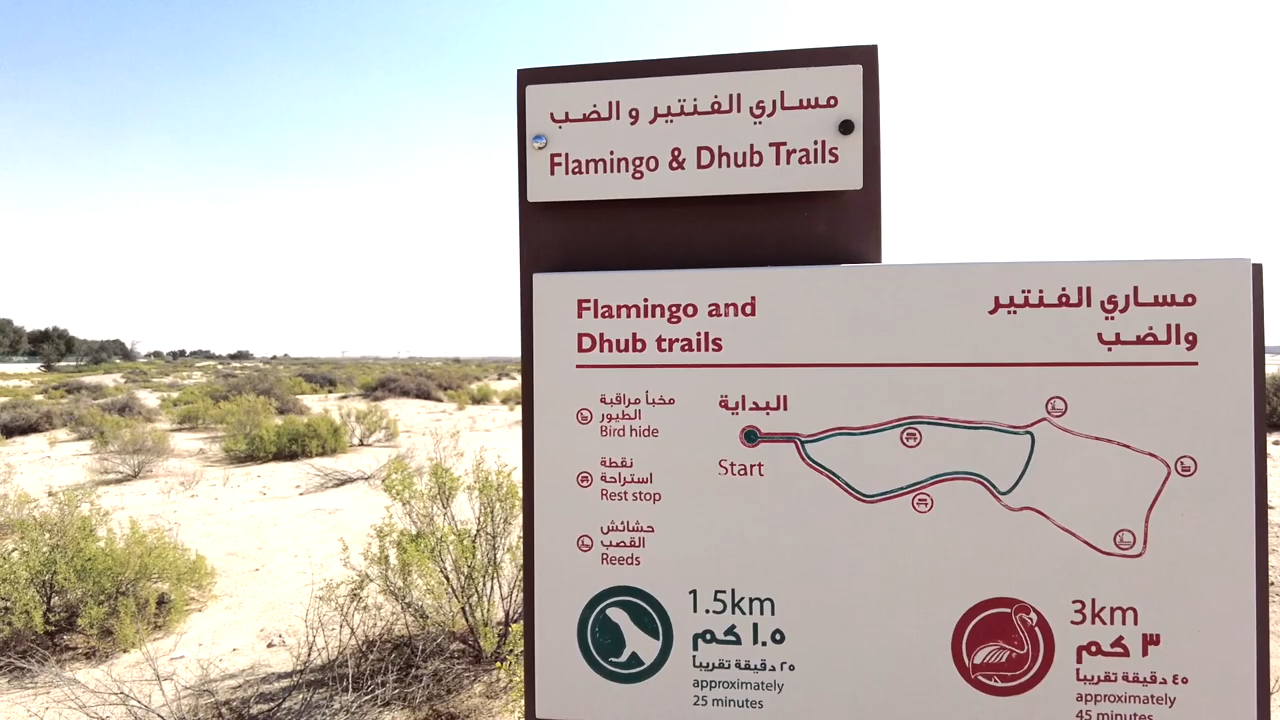 مساري الفنتير و الضب
Flamingo & Dhub Trails
Flamingo and
Dhub trails
مساري الفنتير
والضب
مخبأ مراقبة
الطيور
Bird hide
نقطة
استراحة
Rest stop
حشائش
القصب
Reeds
البداية
Start
1.5km
١.٥ كم
٢٥ دقيقة تقريباً
approximately
25 minutes
3km
٣ كم
٤٥ دقيقة تقريباً
approximately
45 minutes